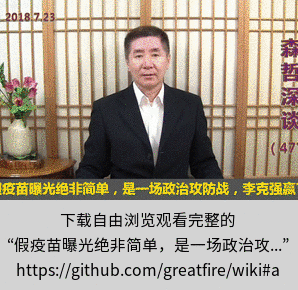 2018 7.23
森哲深谈
(47
疫苗曝光绝非简单，是一场政治攻防战，李克强赢
下载自由浏览观看完整的
“假疫苗曝光绝非简单，是一场政治攻...”
https://github.com/greatfire/wiki#a